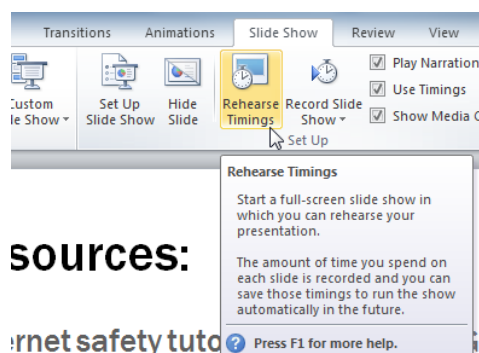 Transitions Animations Slide Show Review View
Custom Slide Show
Set Up Slide Show
Hide Slide
Rehearse Timings
Record Slide Show
Play Narration
Use Timings
Show Media
Set Up
Rehearse Timings
Start a full-screen slide show in
which you can rehearse your
presentation.
The amount of time you spend on
each slide is recorded and you can
save those timings to run the show
automatically in the future.
Press F1 for more help.
sources:
ernet safety tuto